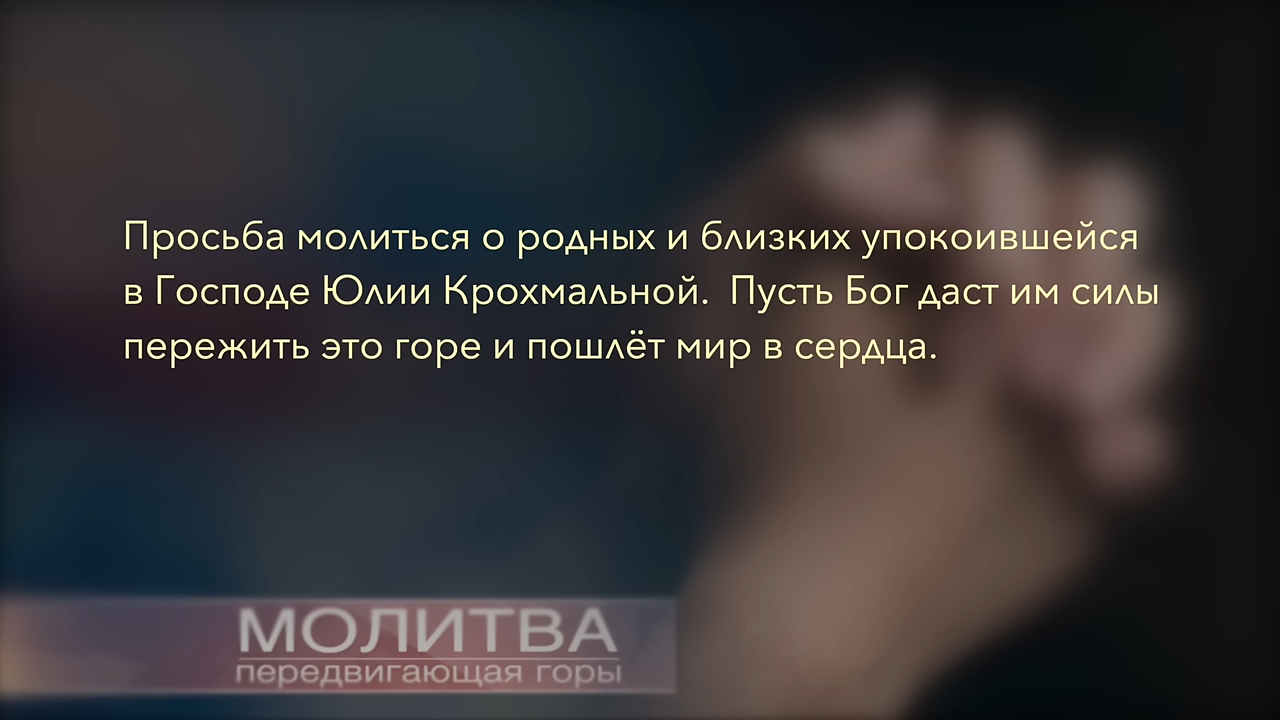 Просьба молиться о родных и близких упокоившейся
в Господе Юлии Крохмальной. Пусть Бог даст им силы
пережить это горе и пошлёт мир в сердца.
МОЛИТВА
передвигающая горы